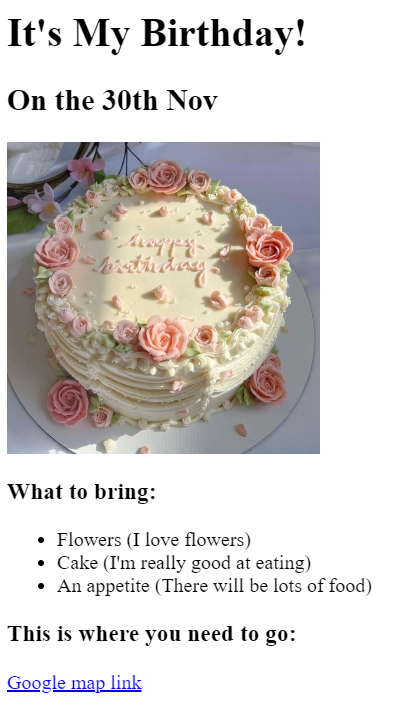 It's My Birthday!
On the 30th Nov
happy
birthday
What to bring:
Flowers (I love flowers)
Cake (I'm really good at eating)
An appetite (There will be lots of food)
This is where you need to go:
Google map link